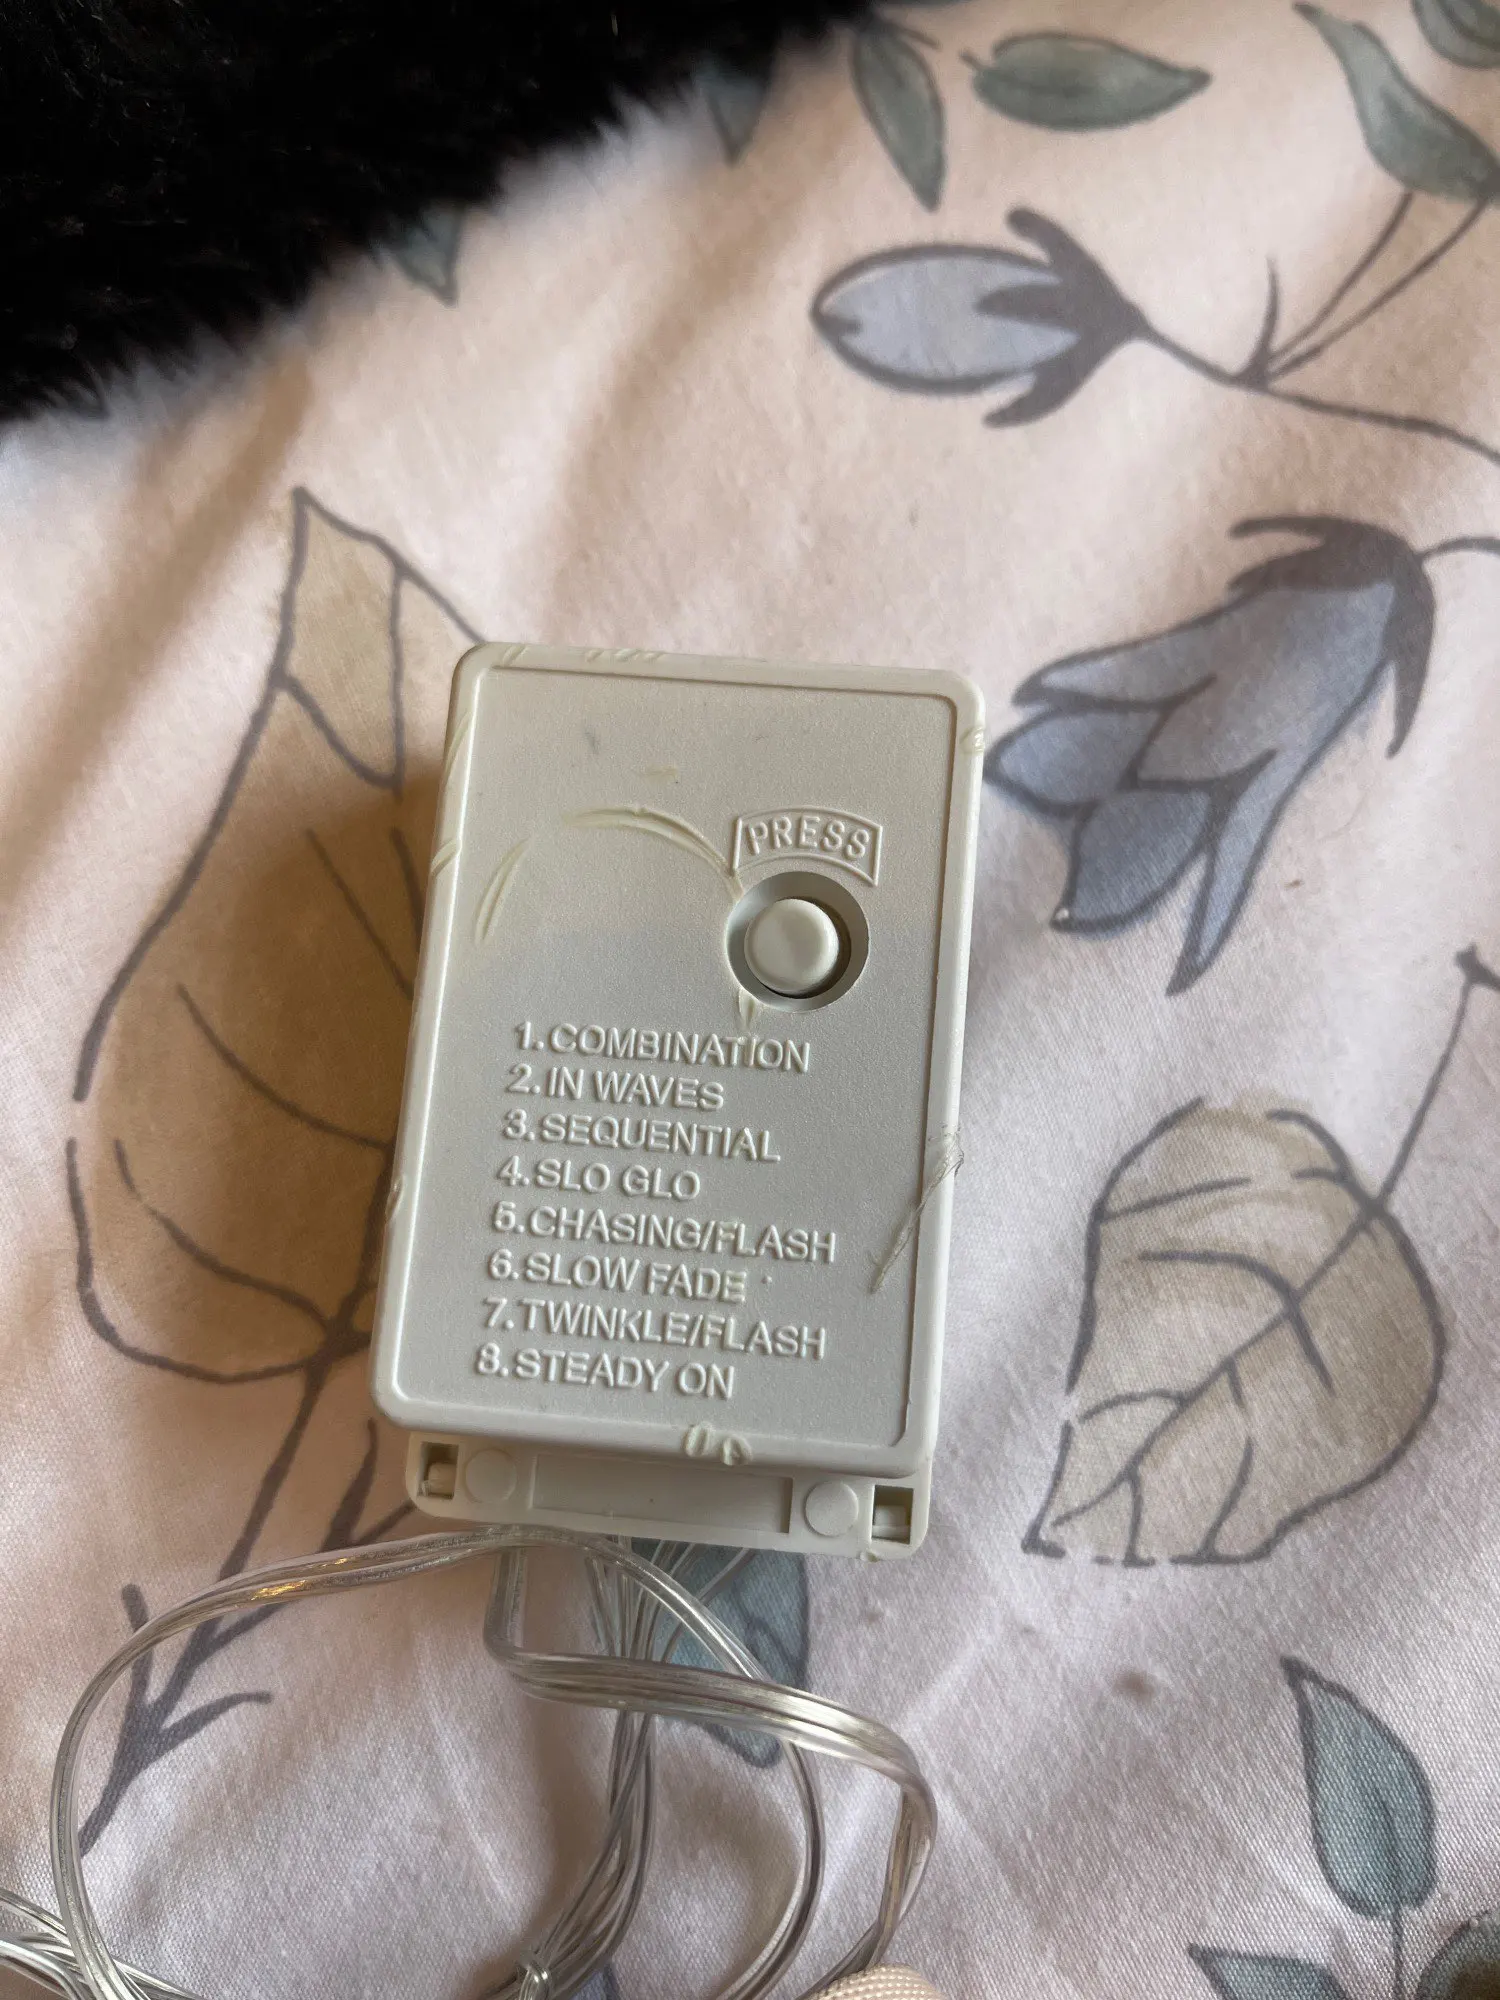 PRESS
1. COMBINATION
2. IN WAVES
3. SEQUENTIAL
4. SLO GLO
5. CHASING/FLASH
6. SLOW FADE
7. TWINKLE/FLASH
8. STEADY ON